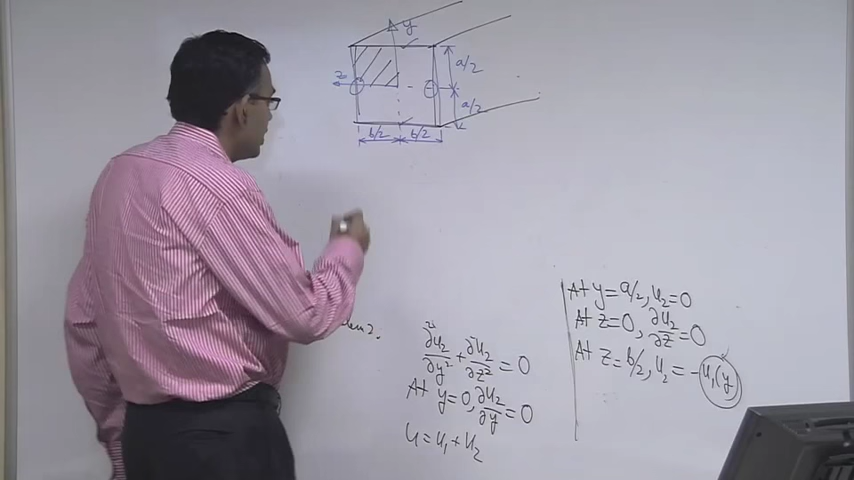 y
z
a/2
a/2
b/2 b/2
2.
∂²u₂/∂y² + ∂²u₂/∂z² = 0
At y=0, ∂u₂/∂y = 0
u = u₁ + u₂
At y = a/2, u₂ = 0
At z=0, ∂u₂/∂z = 0
At z = b/2, u₂ = -u₁(y)